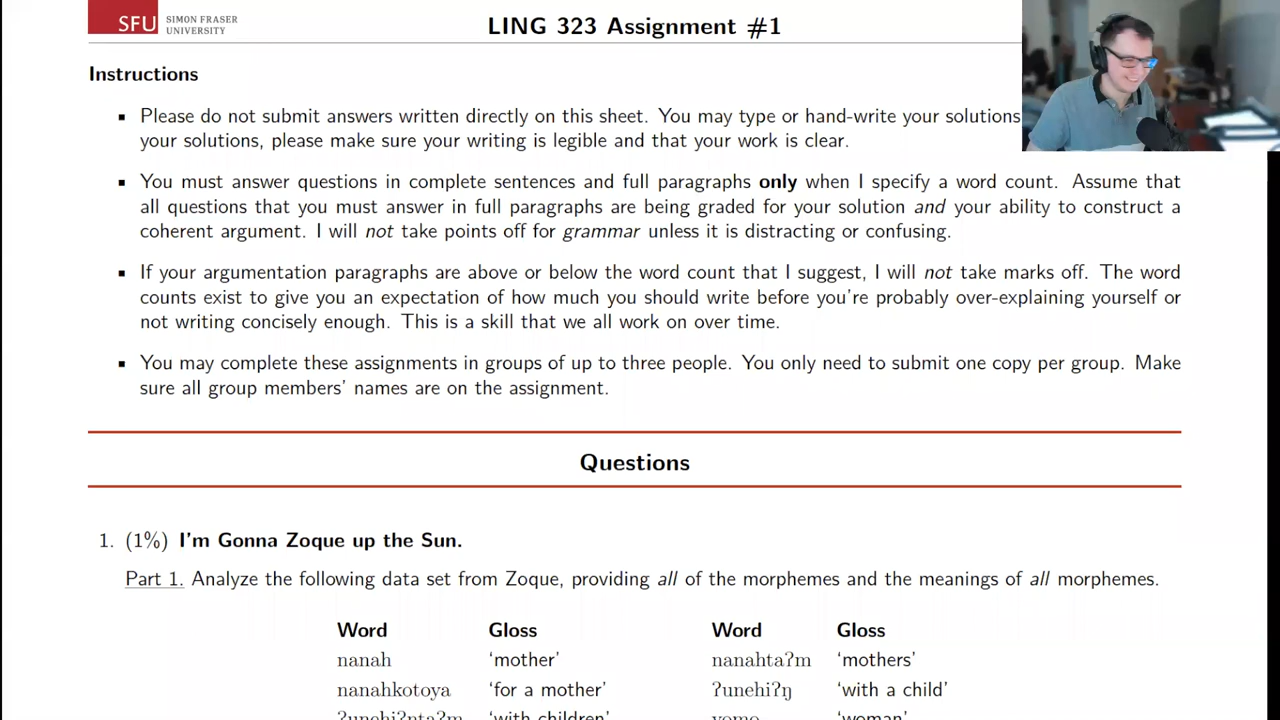 SFU SIMON FRASER
UNIVERSITY
LING 323 Assignment #1
Instructions
▪ Please do not submit answers written directly on this sheet. You may type or hand-write your solutions
your solutions, please make sure your writing is legible and that your work is clear.
▪ You must answer questions in complete sentences and full paragraphs only when I specify a word count. Assume that
all questions that you must answer in full paragraphs are being graded for your solution and your ability to construct a
coherent argument. I will not take points off for grammar unless it is distracting or confusing.
▪ If your argumentation paragraphs are above or below the word count that I suggest, I will not take marks off. The word
counts exist to give you an expectation of how much you should write before you're probably over-explaining yourself or
not writing concisely enough. This is a skill that we all work on over time.
▪ You may complete these assignments in groups of up to three people. You only need to submit one copy per group. Make
sure all group members' names are on the assignment.
Questions
1. (1%) I'm Gonna Zoque up the Sun.
Part 1. Analyze the following data set from Zoque, providing all of the morphemes and the meanings of all morphemes.
Word Gloss Word Gloss
nanah 'mother' nanahtaʔm 'mothers'
nanahkotoya 'for a mother' ʔunehiʔŋ 'with a child'
ʔunehiʔntaʔm 'with children' yomo 'woman'